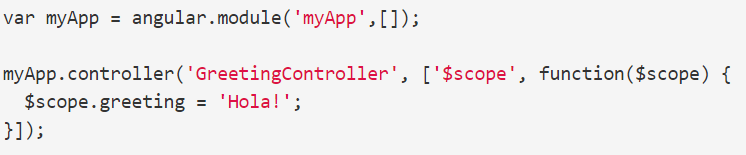 var myApp = angular.module('myApp',[]);
myApp.controller('GreetingController', ['$scope', function($scope) {
  $scope.greeting = 'Hola!';
}]);